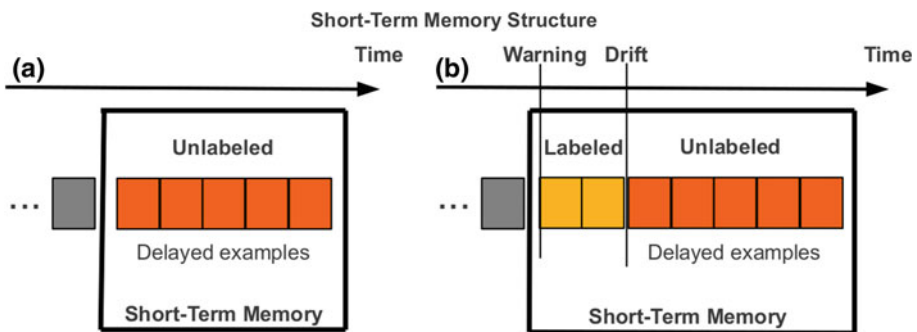 Short-Term Memory Structure
(a)
Time
Unlabeled
...
Delayed examples
Short-Term Memory
(b)
Warning
Drift
Time
Labeled
Unlabeled
...
Delayed examples
Short-Term Memory